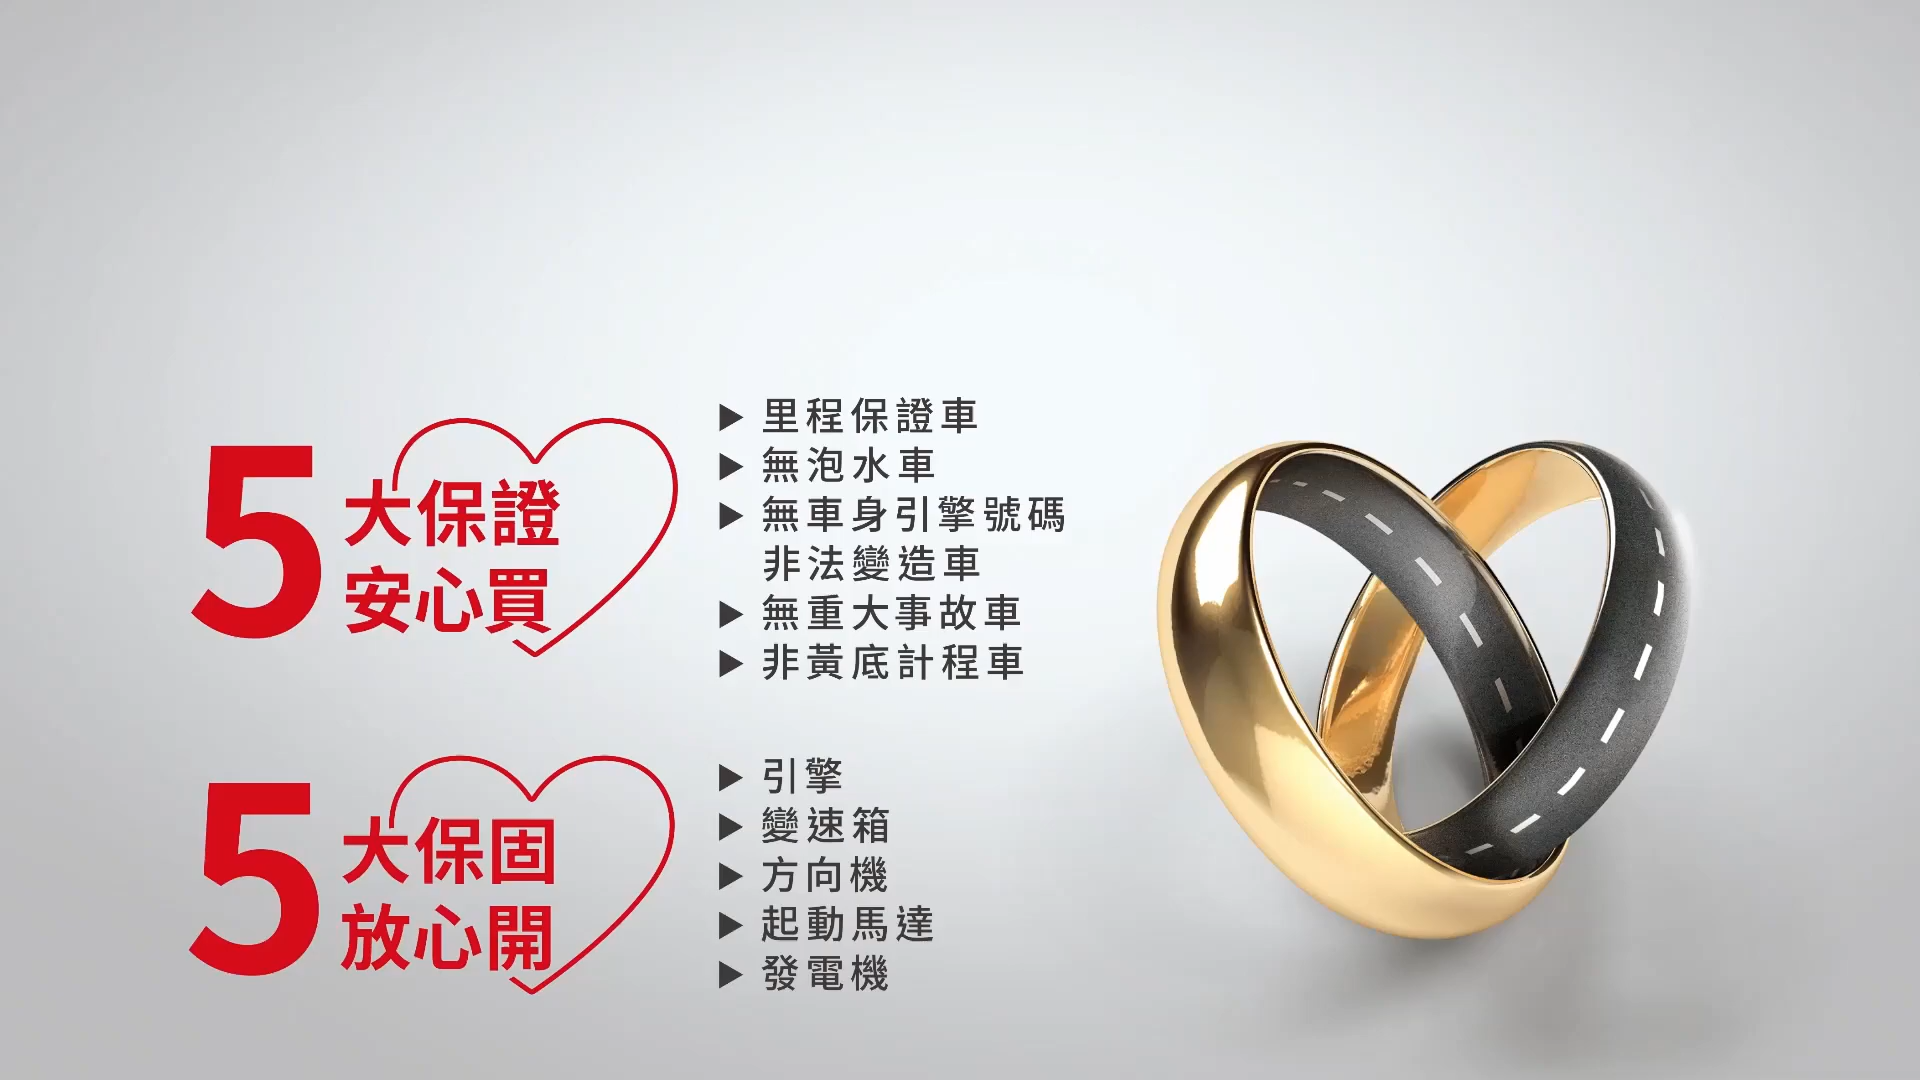 5大保證
安心買
▶ 里程保證車
▶ 無泡水車
▶ 無車身引擎號碼
非法變造車
▶ 無重大事故車
▶ 非黃底計程車
5大保固
放心開
▶ 引擎
▶ 變速箱
▶ 方向機
▶ 起動馬達
▶ 發電機